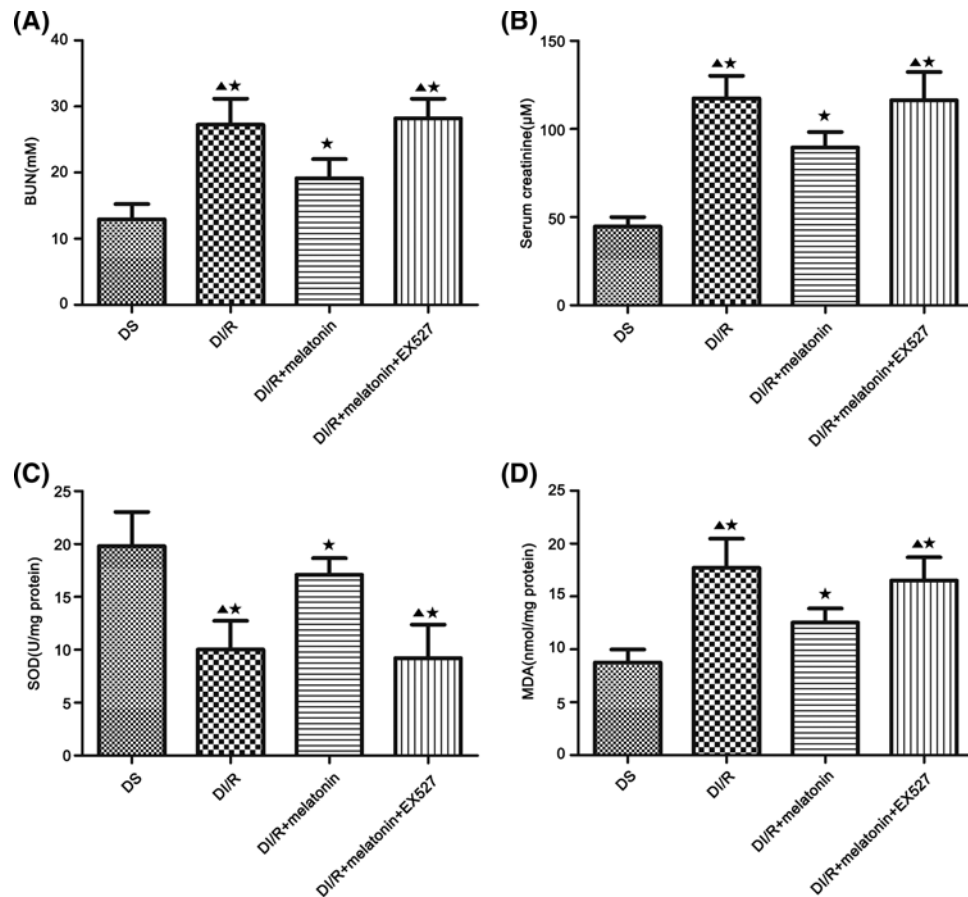 (A)
BUN(mM)
40
30
20
10
0
▲★
★
▲★
DS
DI/R
DI/R+melatonin
DI/R+melatonin+EX527
(B)
Serum creatinine(μM)
150
100
50
0
▲★
★
▲★
DS
DI/R
DI/R+melatonin
DI/R+melatonin+EX527
(C)
SOD(U/mg protein)
25
20
15
10
5
0
▲★
★
▲★
DS
DI/R
DI/R+melatonin
DI/R+melatonin+EX527
(D)
MDA(nmol/mg protein)
25
20
15
10
5
0
▲★
★
▲★
DS
DI/R
DI/R+melatonin
DI/R+melatonin+EX527